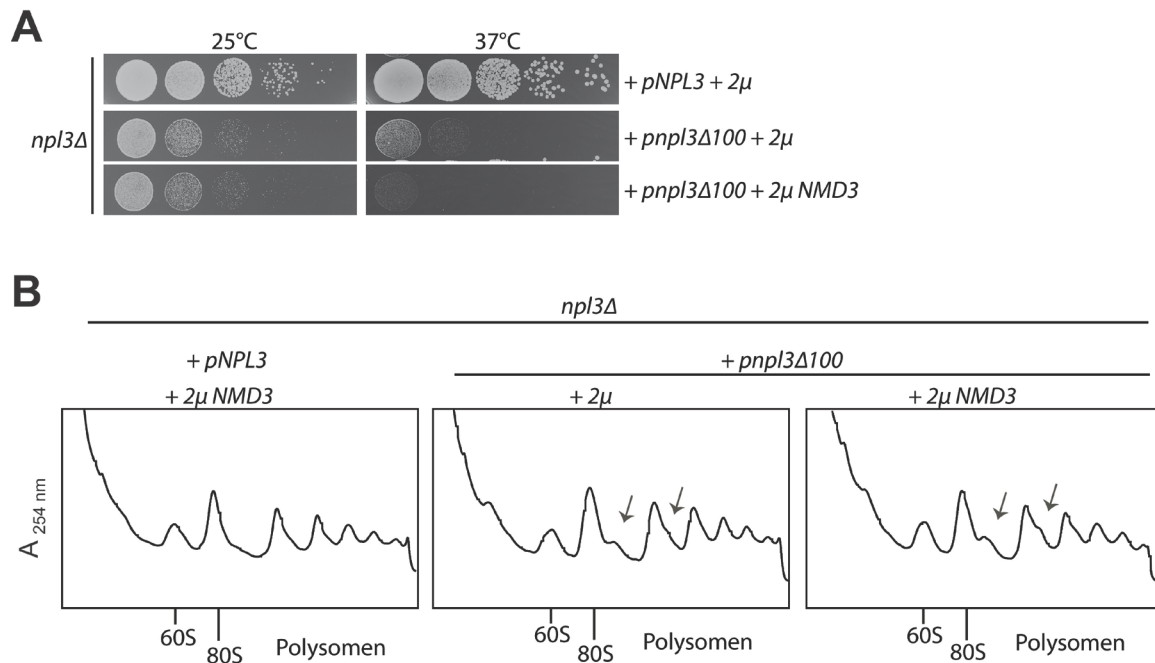 A
25°C 37°C
npl3Δ
+ pNPL3 + 2μ
+ pnpl3Δ100 + 2μ
+ pnpl3Δ100 + 2μ NMD3
B
npl3Δ
+ pNPL3 + pnpl3Δ100
+ 2μ NMD3 + 2μ + 2μ NMD3
A 254 nm
60S 80S Polysomen 60S 80S Polysomen 60S 80S Polysomen